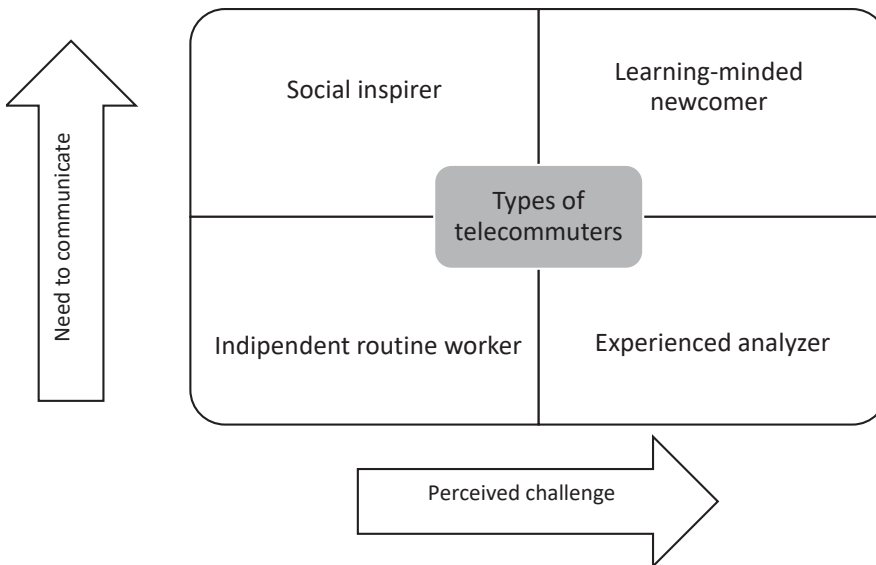 Need to communicate
Social inspirer
Learning-minded
newcomer
Types of
telecommuters
Indipendent routine worker
Experienced analyzer
Perceived challenge